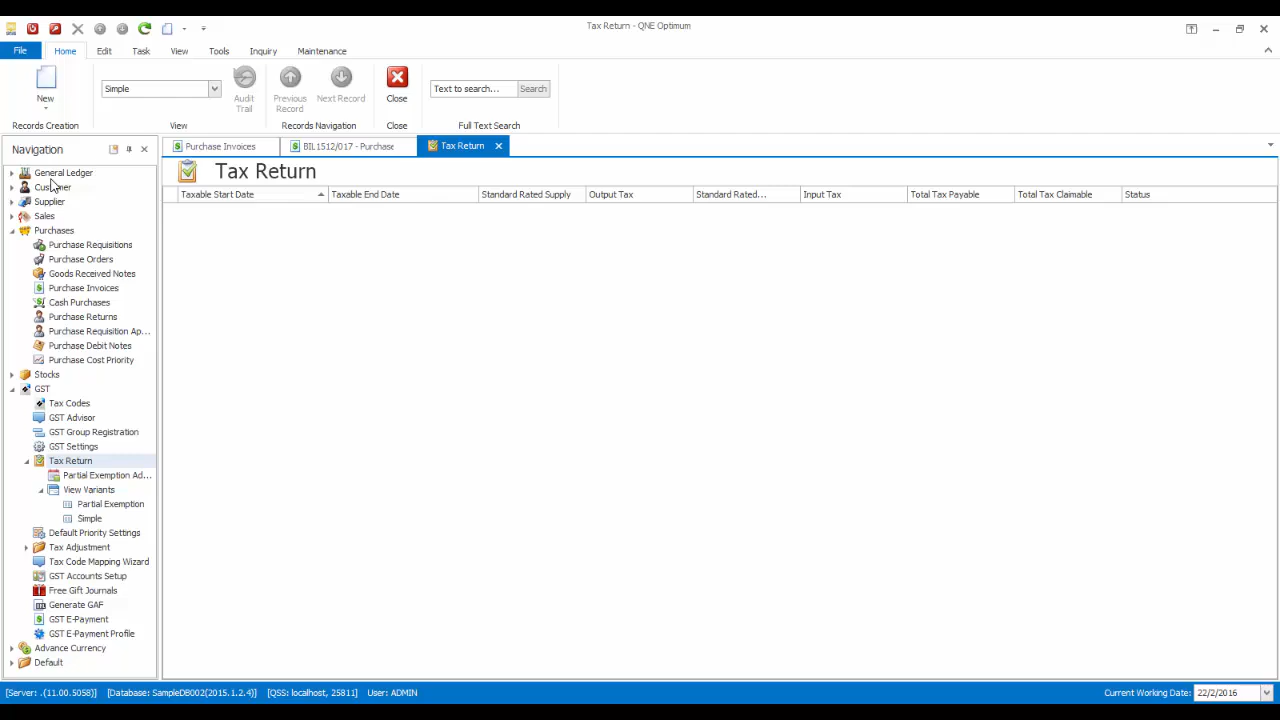 Tax Return - QNE Optimum
File Home Edit Task View Tools Inquiry Maintenance
New
Simple
Audit Trail
Previous Record
Next Record
Close
Text to search... Search
Records Creation View Records Navigation Close Full Text Search
Navigation
Purchase Invoices BIL1512/017 - Purchase Tax Return
Tax Return
Taxable Start Date Taxable End Date Standard Rated Supply Output Tax Standard Rated... Input Tax Total Tax Payable Total Tax Claimable Status
General Ledger
Customer
Supplier
Sales
Purchases
Purchase Requisitions
Purchase Orders
Goods Received Notes
Purchase Invoices
Cash Purchases
Purchase Returns
Purchase Requisition Ap...
Purchase Debit Notes
Purchase Cost Priority
Stocks
GST
Tax Codes
GST Advisor
GST Group Registration
GST Settings
Tax Return
Partial Exemption Ad...
View Variants
Partial Exemption
Simple
Default Priority Settings
Tax Adjustment
Tax Code Mapping Wizard
GST Accounts Setup
Free Gift Journals
Generate GAF
GST E-Payment
GST E-Payment Profile
Advance Currency
Default
[Server: .(11.00.5058)] [Database: SampleDB002(2015.1.2.4)] [QSS: localhost, 25811] User: ADMIN Current Working Date: 22/2/2016